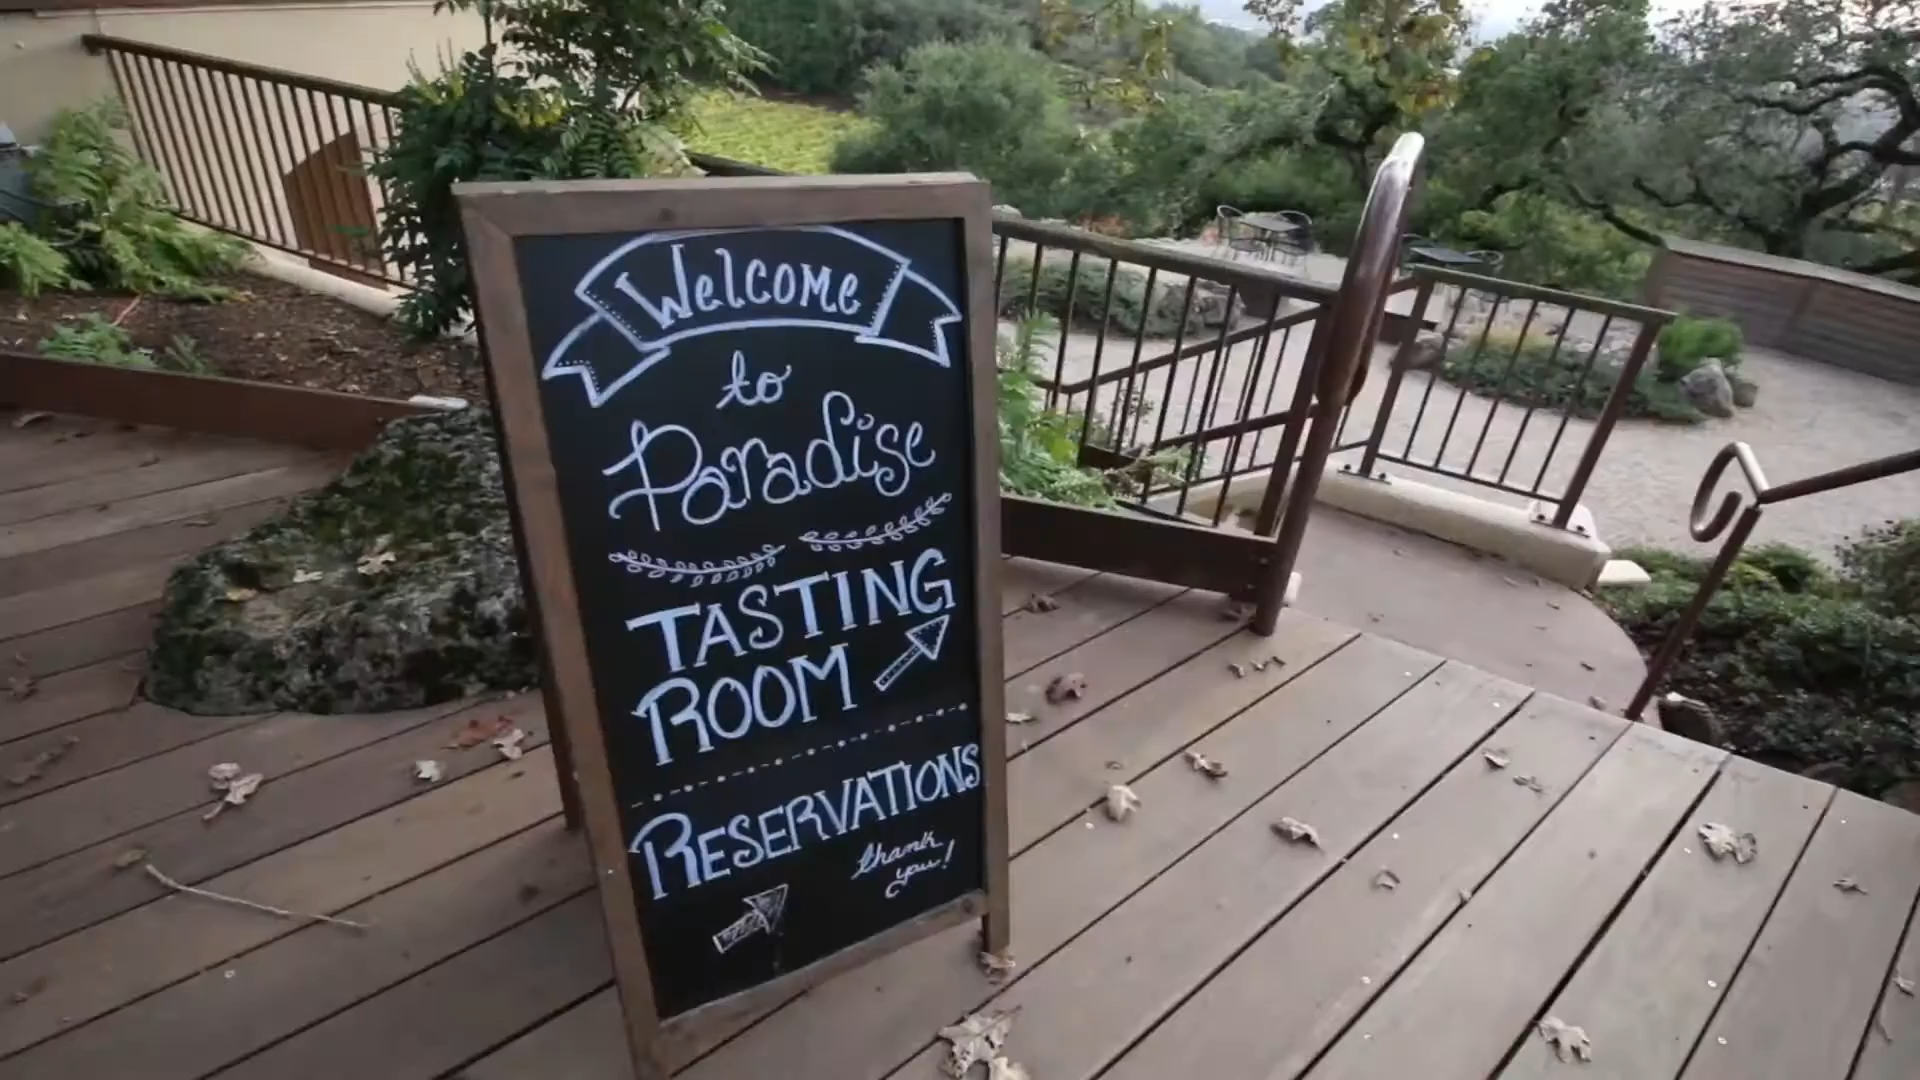 Welcome
to
Paradise
TASTING
ROOM
RESERVATIONS
thank
you!